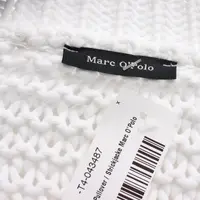 Marc O'Polo
-T4-043487
Pullover / Strickjacke Marc O'Polo